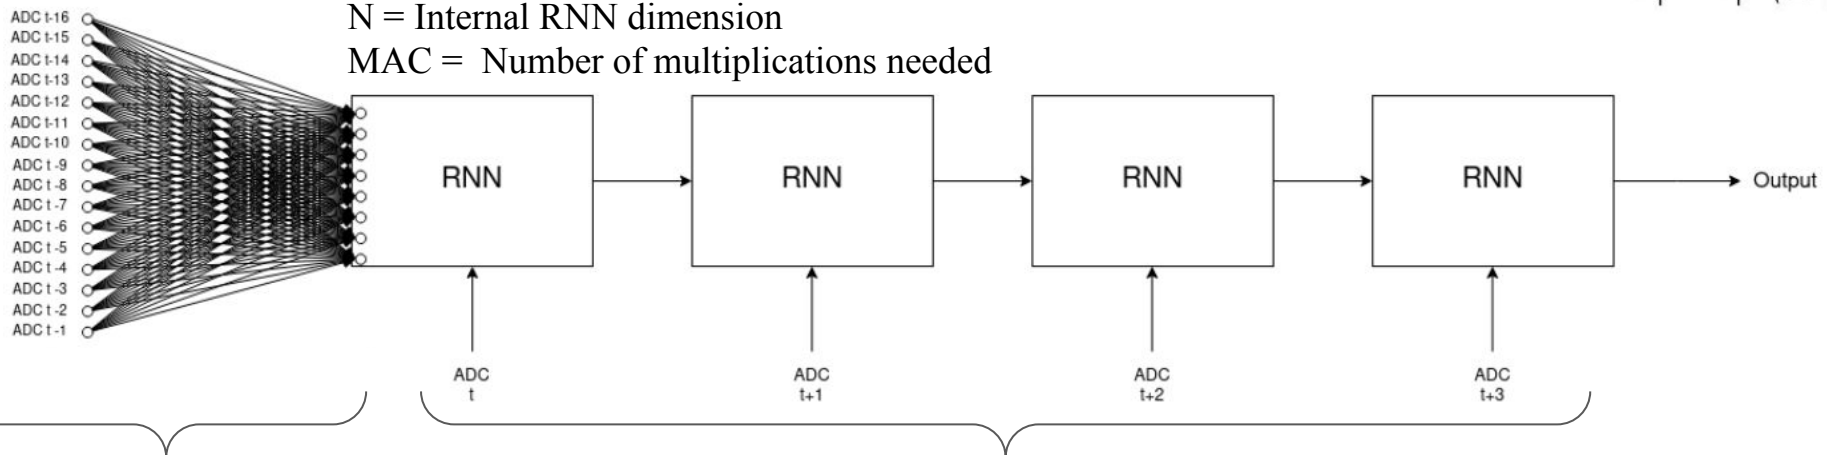 N = Internal RNN dimension
MAC = Number of multiplications needed
ADC t-16
ADC t-15
ADC t-14
ADC t-13
ADC t-12
ADC t-11
ADC t-10
ADC t -9
ADC t -8
ADC t -7
ADC t -6
ADC t -5
ADC t -4
ADC t -3
ADC t -2
ADC t -1
RNN
RNN
RNN
RNN
Output
ADC
t
ADC
t+1
ADC
t+2
ADC
t+3